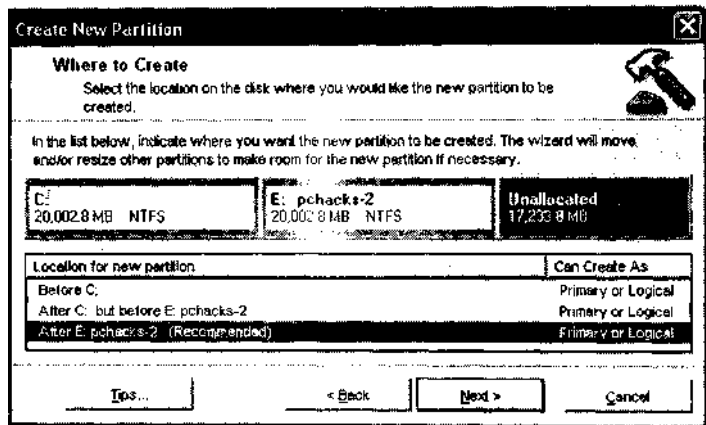 Create New Partition
Where to Create
Select the location on the disk where you would like the new partition to be
created.
In the list below, indicate where you want the new partition to be created. The wizard will move
and/or resize other partitions to make room for the new partition if necessary.
C:
20,002.8 MB NTFS
E: pchacks-2
20,002.8 MB NTFS
Unallocated
17,233.8 MB
Location for new partition Can Create As
Before C: Primary or Logical
After C: but before E: pchacks-2 Primary or Logical
After E: pchacks-2 (Recommended) Primary or Logical
Tips... < Back Next > Cancel